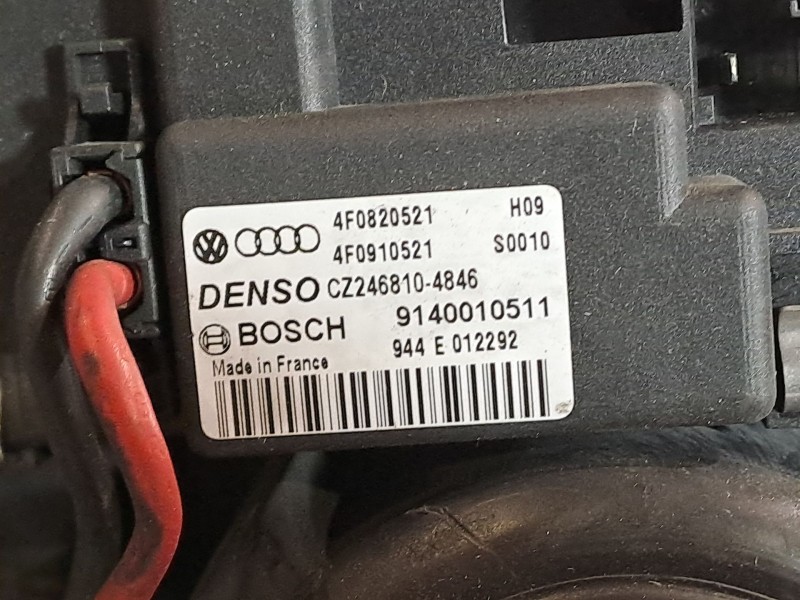 4F0820521 H09
4F0910521 S0010
DENSO CZ246810-4846
BOSCH 9140010511
944 E 012292
Made in France